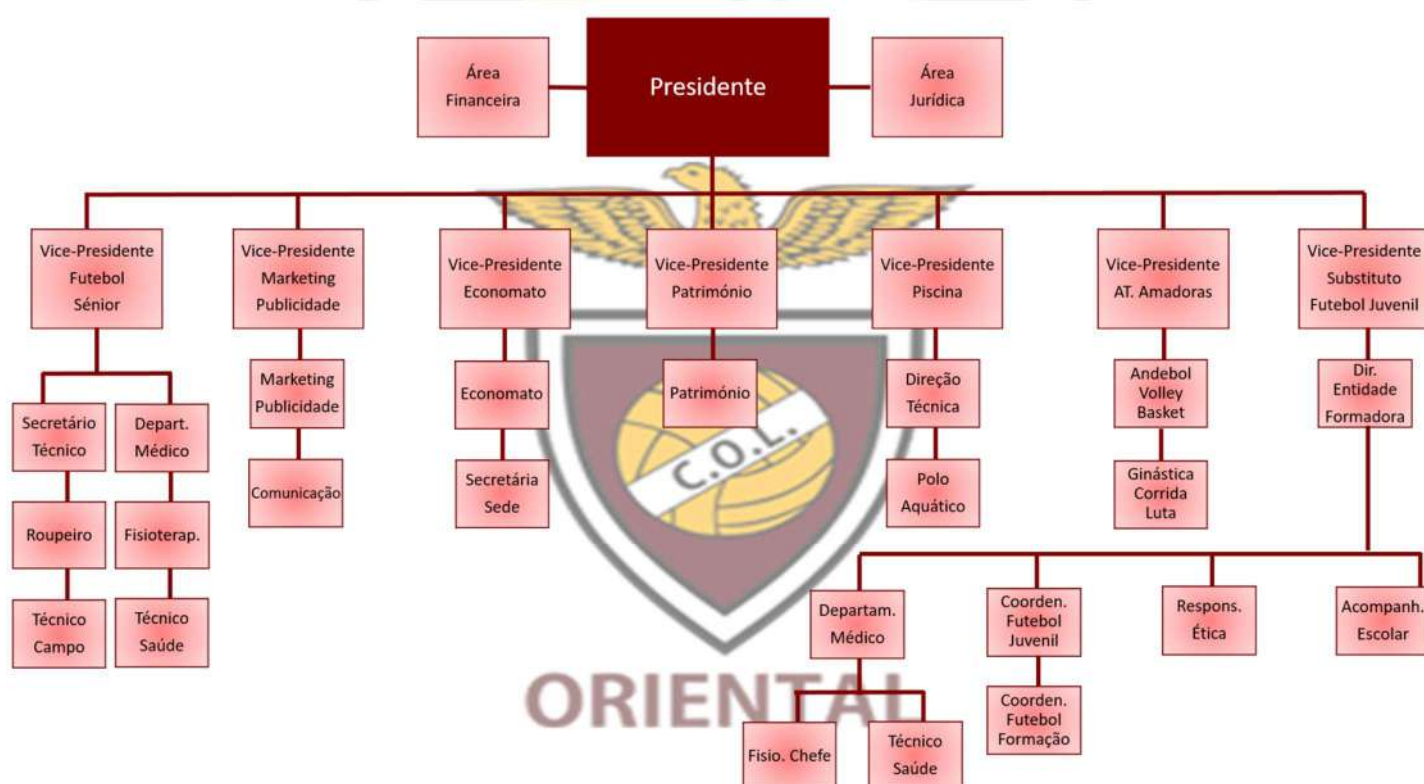 Área
Financeira
Presidente
Área
Jurídica
Vice-Presidente
Futebol
Sénior
Vice-Presidente
Marketing
Publicidade
Vice-Presidente
Economato
Vice-Presidente
Património
Vice-Presidente
Piscina
Vice-Presidente
AT. Amadoras
Vice-Presidente
Substituto
Futebol Juvenil
Secretário
Técnico
Depart.
Médico
Marketing
Publicidade
Economato
Património
Direção
Técnica
Andebol
Volley
Basket
Dir.
Entidade
Formadora
Roupeiro
Fisioterap.
Comunicação
Secretária
Sede
C.O.L.
Polo
Aquático
Ginástica
Corrida
Luta
Técnico
Campo
Técnico
Saúde
Departam.
Médico
Coorden.
Futebol
Juvenil
Respons.
Ética
Acompanh.
Escolar
ORIENTAL
Fisio. Chefe
Técnico
Saúde
Coorden.
Futebol
Formação